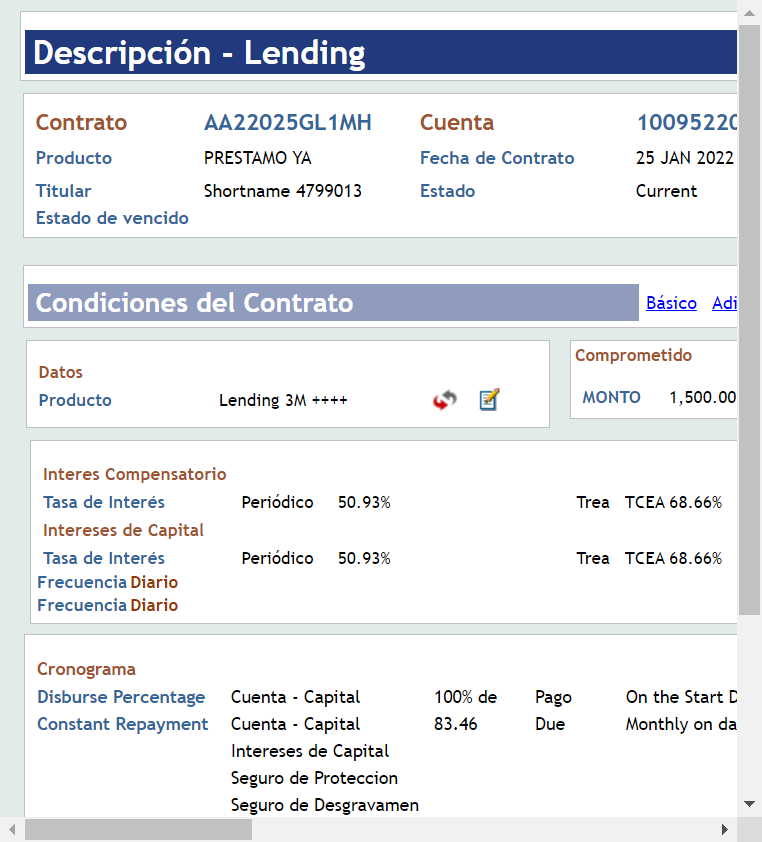 Descripción - Lending
Contrato AA22025GL1MH Cuenta 10095220
Producto PRESTAMO YA Fecha de Contrato 25 JAN 2022
Titular Shortname 4799013 Estado Current
Estado de vencido
Condiciones del Contrato Básico Adi
Datos
Producto Lending 3M ++++
Comprometido
MONTO 1,500.00
Interes Compensatorio
Tasa de Interés Periódico 50.93% Trea TCEA 68.66%
Intereses de Capital
Tasa de Interés Periódico 50.93% Trea TCEA 68.66%
Frecuencia Diario
Frecuencia Diario
Cronograma
Disburse Percentage Cuenta - Capital 100% de Pago On the Start D
Constant Repayment Cuenta - Capital 83.46 Due Monthly on da
Intereses de Capital
Seguro de Proteccion
Seguro de Desgravamen